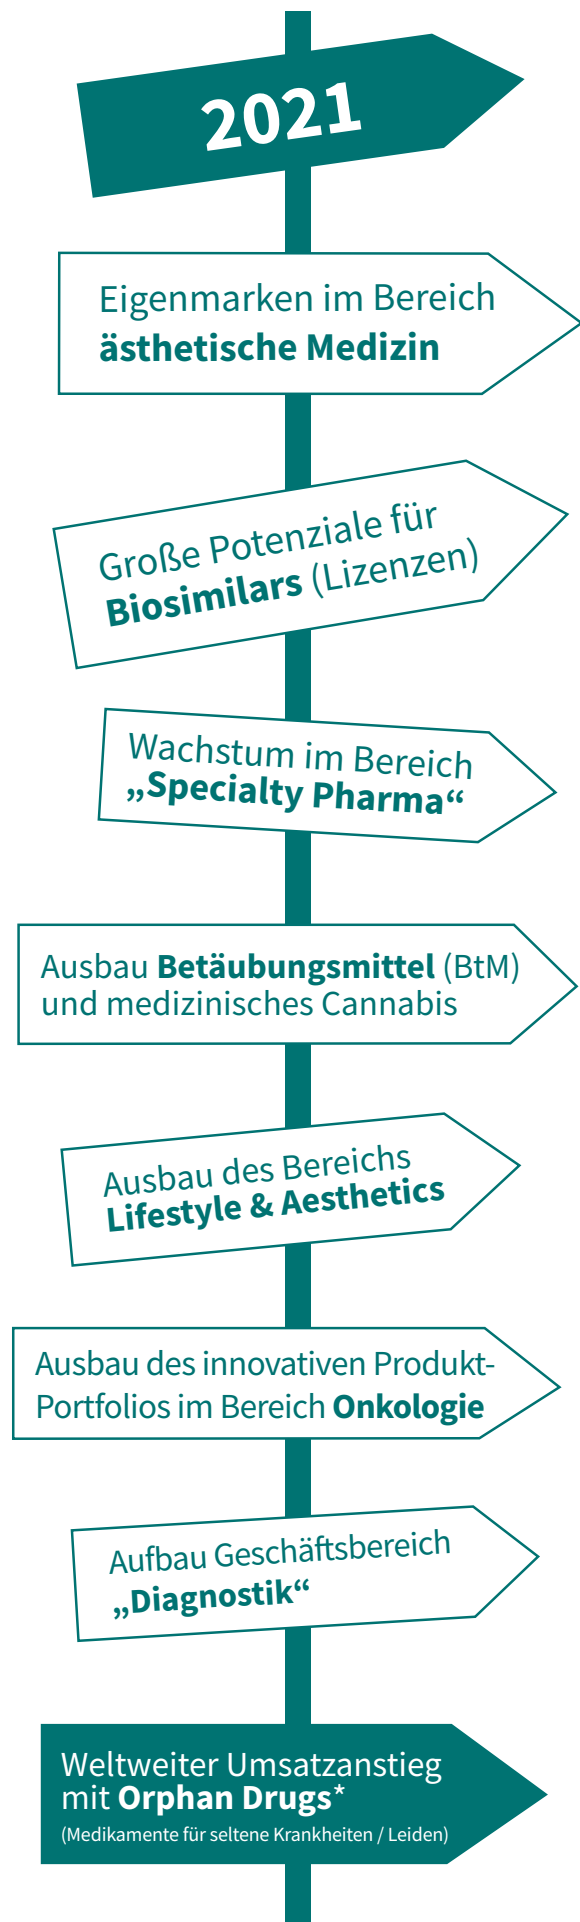 2021
Eigenmarken im Bereich
ästhetische Medizin
Große Potenziale für
Biosimilars (Lizenzen)
Wachstum im Bereich
„Specialty Pharma“
Ausbau Betäubungsmittel (BtM)
und medizinisches Cannabis
Ausbau des Bereichs
Lifestyle & Aesthetics
Ausbau des innovativen Produkt-
Portfolios im Bereich Onkologie
Aufbau Geschäftsbereich
„Diagnostik“
Weltweiter Umsatzanstieg
mit Orphan Drugs*
(Medikamente für seltene Krankheiten / Leiden)